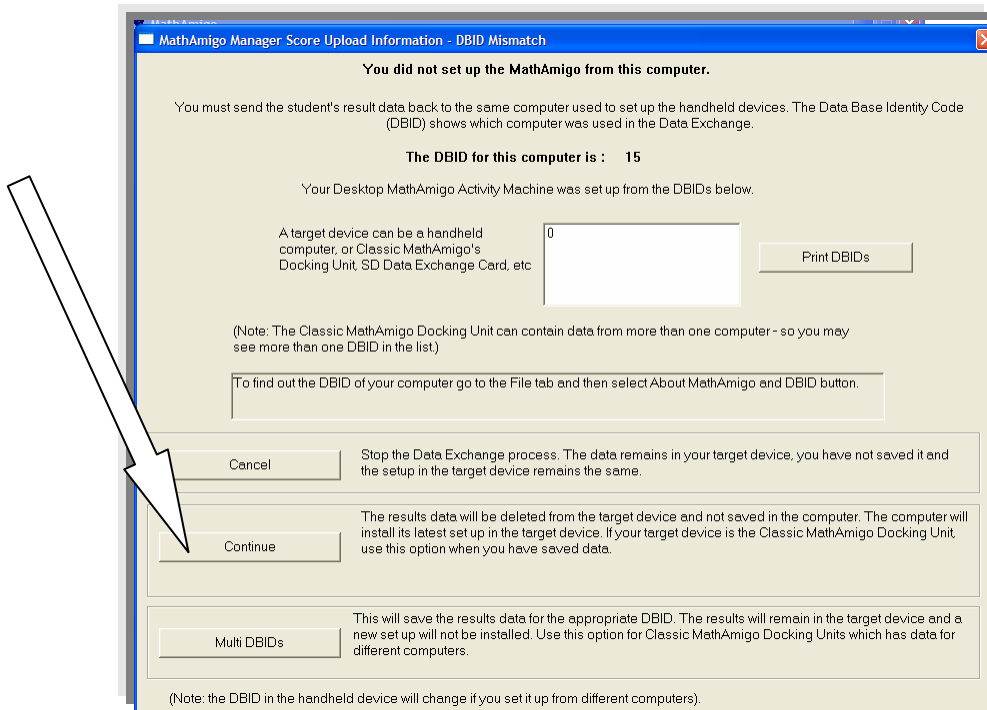 MathAmigo
MathAmigo Manager Score Upload Information - DBID Mismatch
You did not set up the MathAmigo from this computer.
You must send the student's result data back to the same computer used to set up the handheld devices. The Data Base Identity Code
(DBID) shows which computer was used in the Data Exchange.
The DBID for this computer is : 15
Your Desktop MathAmigo Activity Machine was set up from the DBIDs below.
A target device can be a handheld
computer, or Classic MathAmigo's
Docking Unit, SD Data Exchange Card, etc
0
Print DBIDs
(Note: The Classic MathAmigo Docking Unit can contain data from more than one computer - so you may
see more than one DBID in the list.)
To find out the DBID of your computer go to the File tab and then select About MathAmigo and DBID button.
Cancel
Stop the Data Exchange process. The data remains in your target device, you have not saved it and
the setup in the target device remains the same.
Continue
The results data will be deleted from the target device and not saved in the computer. The computer will
install its latest set up in the target device. If your target device is the Classic MathAmigo Docking Unit,
use this option when you have saved data.
Multi DBIDs
This will save the results data for the appropriate DBID. The results will remain in the target device and a
new set up will not be installed. Use this option for Classic MathAmigo Docking Units which has data for
different computers.
(Note: the DBID in the handheld device will change if you set it up from different computers).